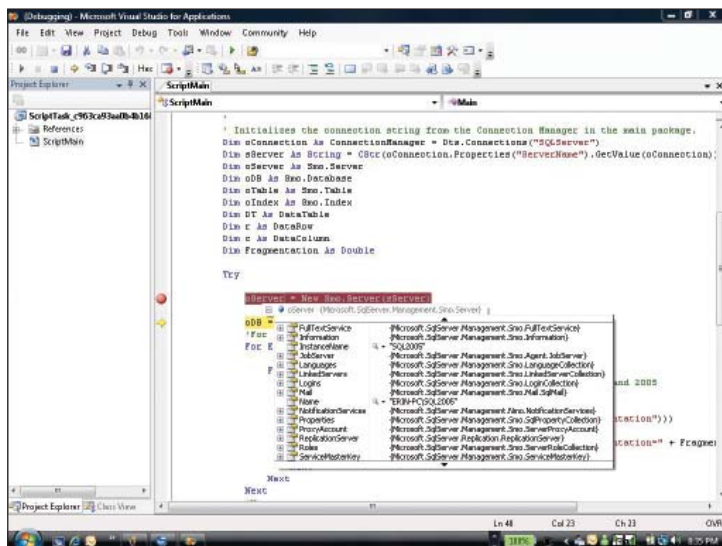 (Debugging) - Microsoft Visual Studio for Applications
File Edit View Project Debug Tools Window Community Help
Hex
Project Explorer
ScriptMain
ScriptTask_c963ca93aa0b4b16
References
ScriptMain
ScriptMain
Main
'
' Initializes the connection string from the Connection Manager in the main package.
Dim oConnection As ConnectionManager = Dts.Connections("SQLServer")
Dim sServer As String = CStr(oConnection.Properties("ServerName").GetValue(oConnection))
Dim oServer As Smo.Server
Dim oDB As Smo.Database
Dim oTable As Smo.Table
Dim oIndex As Smo.Index
Dim DT As DataTable
Dim r As DataRow
Dim c As DataColumn
Dim Fragmentation As Double
Try
oServer = New Smo.Server(sServer)
oServer {Microsoft.SqlServer.Management.Smo.Server}
oDB =
'For
For E
F
FullTextService {Microsoft.SqlServer.Management.Smo.FullTextService}
Information {Microsoft.SqlServer.Management.Smo.Information}
InstanceName "SQL2005"
JobServer {Microsoft.SqlServer.Management.Smo.Agent.JobServer}
Languages {Microsoft.SqlServer.Management.Smo.LanguageCollection}
LinkedServers {Microsoft.SqlServer.Management.Smo.LinkedServerCollection}
Logins {Microsoft.SqlServer.Management.Smo.LoginCollection}
Mail {Microsoft.SqlServer.Management.Smo.Mail.SqlMail}
Name "ERIN-PC\SQL2005"
NotificationServices {Microsoft.SqlServer.Management.Nmo.NotificationServices}
Properties {Microsoft.SqlServer.Management.Smo.SqlPropertyCollection}
ProxyAccount {Microsoft.SqlServer.Management.Smo.ServerProxyAccount}
ReplicationServer {Microsoft.SqlServer.Replication.ReplicationServer}
Roles {Microsoft.SqlServer.Management.Smo.ServerRoleCollection}
ServiceMasterKey {Microsoft.SqlServer.Management.Smo.ServiceMasterKey}
and 2005
ntation")))
ntation=" + Fragmen
Next
Next
Project Explorer Class View
Ln 41 Col 23 Ch 23 OVR
100% 8:35 PM